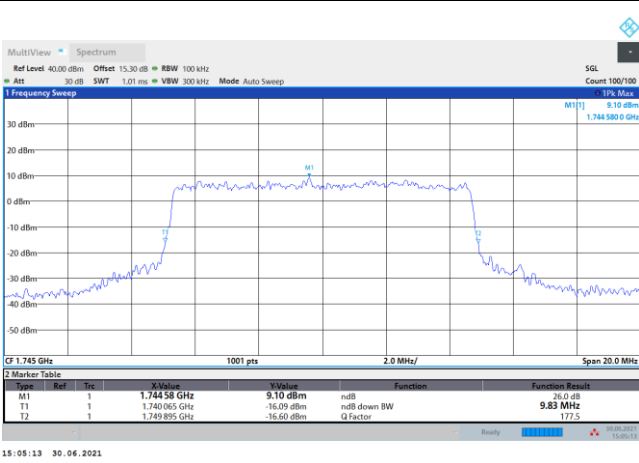 MultiView Spectrum
Ref Level 40.00 dBm Offset 15.30 dB RBW 100 kHz SGL
Att 30 dB SWT 1.01 ms VBW 300 kHz Mode Auto Sweep Count 100/100
1 Frequency Sweep 1Pk Max
M1[1] 9.10 dBm
1.744 580 0 GHz
30 dBm
20 dBm
M1
10 dBm
0 dBm
-10 dBm
T1 T2
-20 dBm
-30 dBm
-40 dBm
-50 dBm
CF 1.745 GHz 1001 pts 2.0 MHz/ Span 20.0 MHz
2 Marker Table
Type Ref Trc X-Value Y-Value Function Function Result
M1 1 1.744 58 GHz 9.10 dBm ndB 26.0 dB
T1 1 1.740 065 GHz -16.09 dBm ndB down BW 9.83 MHz
T2 1 1.749 895 GHz -16.60 dBm Q Factor 177.5
Ready 30.06.2021
15:05:13
15:05:13 30.06.2021